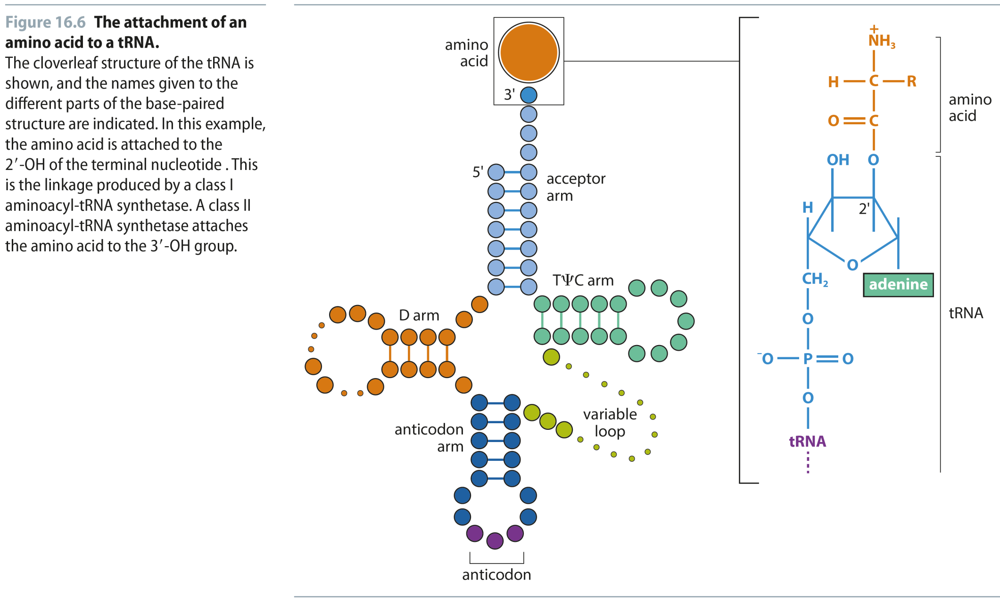 Figure 16.6 The attachment of an
amino acid to a tRNA.
The cloverleaf structure of the tRNA is
shown, and the names given to the
different parts of the base-paired
structure are indicated. In this example,
the amino acid is attached to the
2′-OH of the terminal nucleotide . This
is the linkage produced by a class I
aminoacyl-tRNA synthetase. A class II
aminoacyl-tRNA synthetase attaches
the amino acid to the 3′-OH group.
amino
acid
3'
5'
acceptor
arm
TΨC arm
D arm
variable
loop
anticodon
arm
anticodon
+
NH3
H C R
O C
OH O
H
2'
O
CH2
adenine
O
–O P O
O
tRNA
amino
acid
tRNA